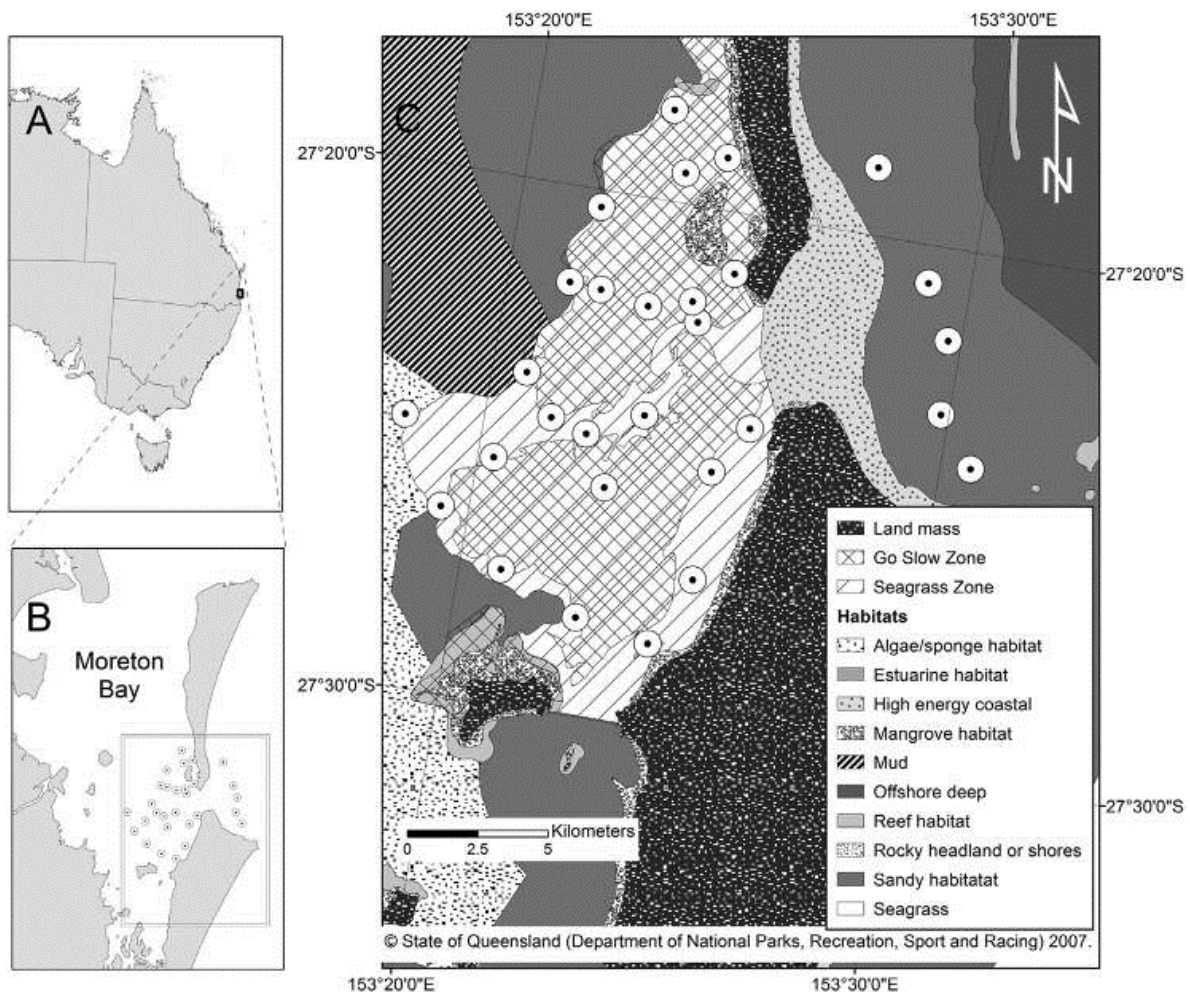 153°20'0"E
153°30'0"E
A
C
N
27°20'0"S
27°20'0"S
B
Moreton
Bay
Land mass
Go Slow Zone
Seagrass Zone
Habitats
Algae/sponge habitat
Estuarine habitat
High energy coastal
Mangrove habitat
Mud
Offshore deep
Reef habitat
Rocky headland or shores
Sandy habitatat
Seagrass
27°30'0"S
27°30'0"S
Kilometers
0 2.5 5
© State of Queensland (Department of National Parks, Recreation, Sport and Racing) 2007.
153°20'0"E
153°30'0"E